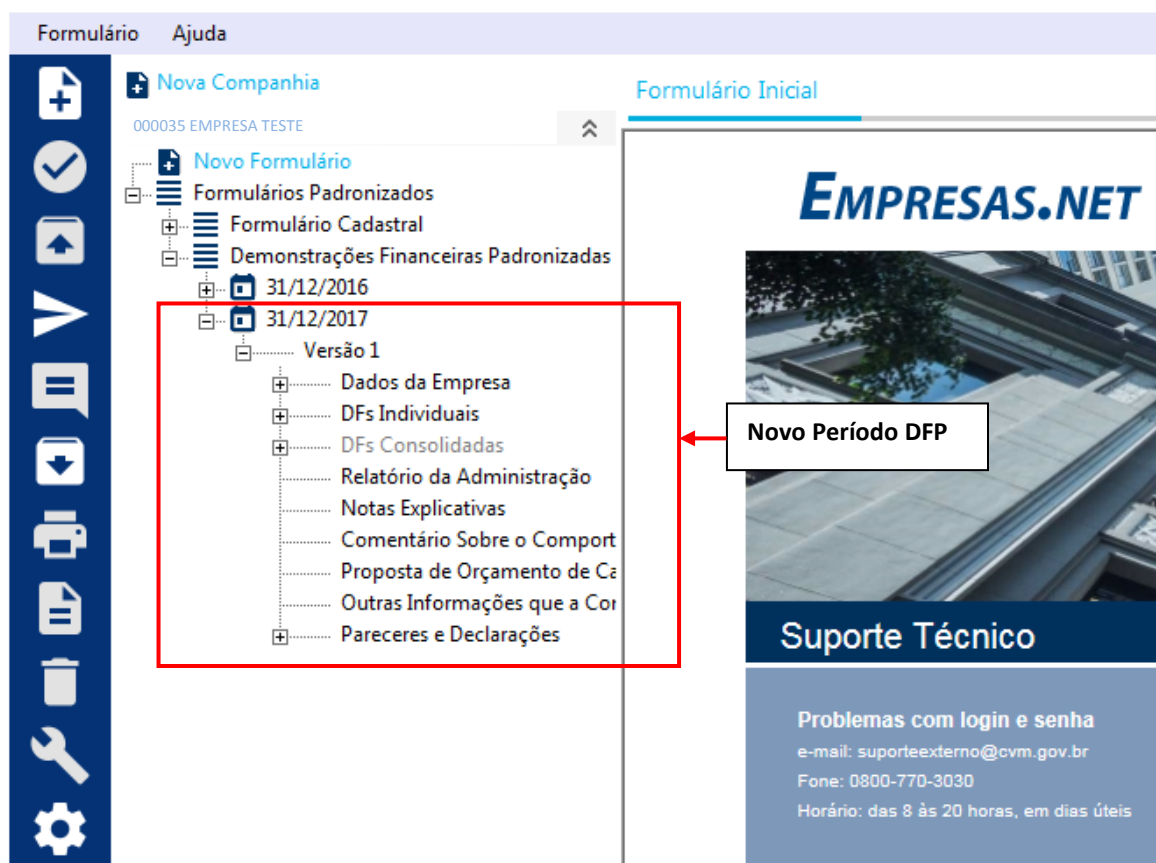 Formulário Ajuda
Nova Companhia
000035 EMPRESA TESTE
Novo Formulário
Formulários Padronizados
Formulário Cadastral
Demonstrações Financeiras Padronizadas
31/12/2016
31/12/2017
Versão 1
Dados da Empresa
DFs Individuais
DFs Consolidadas
Relatório da Administração
Notas Explicativas
Comentário Sobre o Comport
Proposta de Orçamento de Ca
Outras Informações que a Cor
Pareceres e Declarações
Formulário Inicial
EMPRESAS.NET
Novo Período DFP
Suporte Técnico
Problemas com login e senha
e-mail: suporteexterno@cvm.gov.br
Fone: 0800-770-3030
Horário: das 8 às 20 horas, em dias úteis